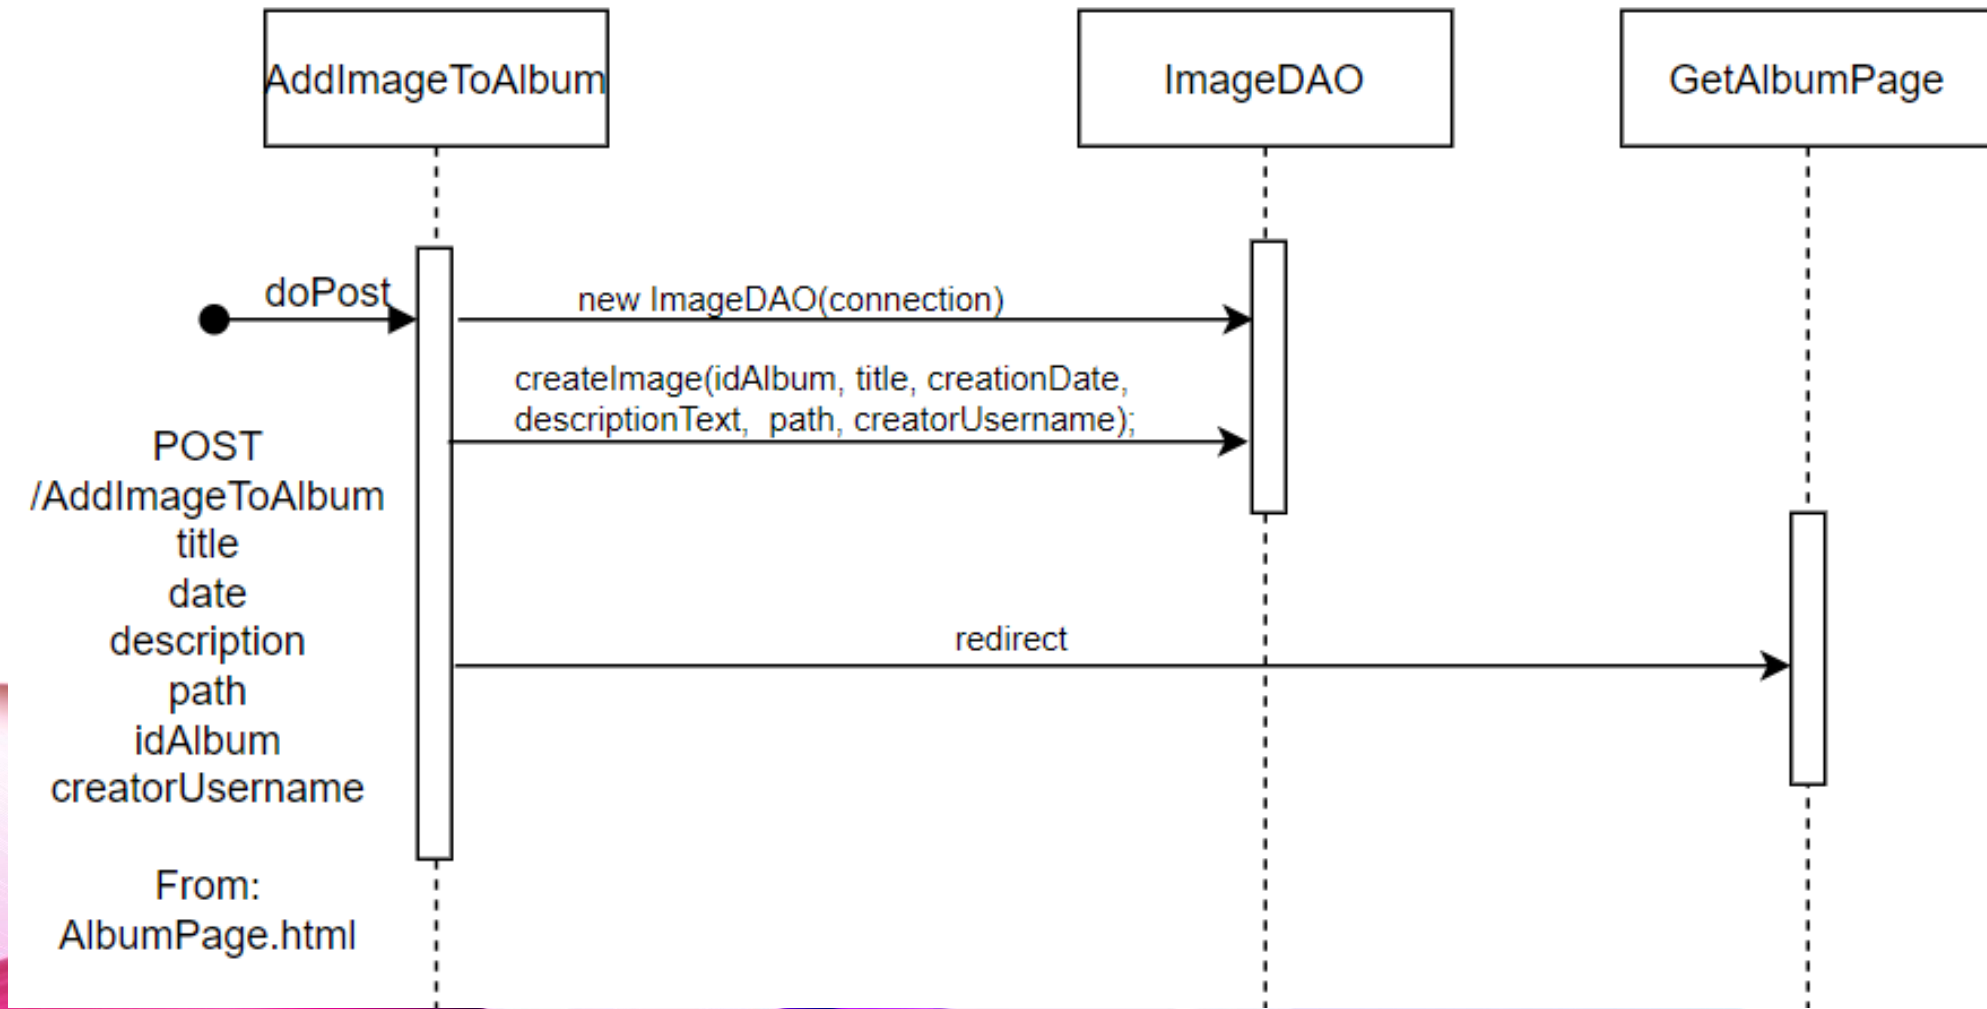 AddImageToAlbum
ImageDAO
GetAlbumPage
doPost
new ImageDAO(connection)
createImage(idAlbum, title, creationDate,
descriptionText, path, creatorUsername);
POST
/AddImageToAlbum
title
date
description
path
idAlbum
creatorUsername
redirect
From:
AlbumPage.html